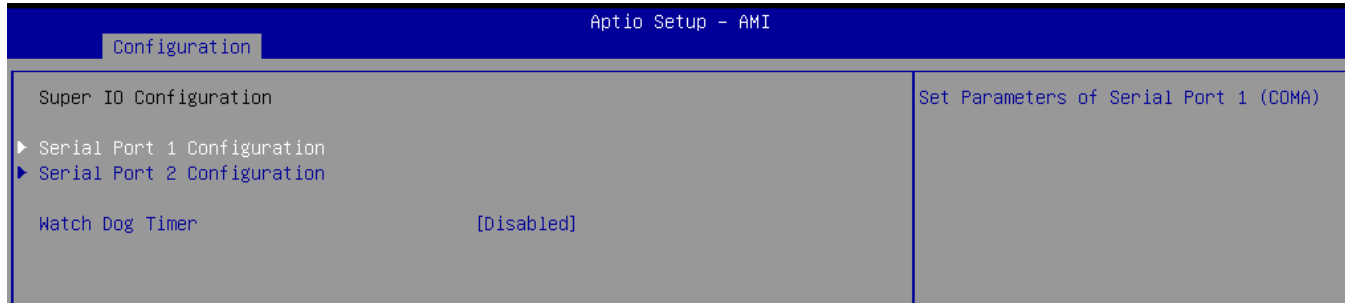 Aptio Setup – AMI
Configuration
Super IO Configuration
Set Parameters of Serial Port 1 (COMA)
▶ Serial Port 1 Configuration
▶ Serial Port 2 Configuration
Watch Dog Timer [Disabled]